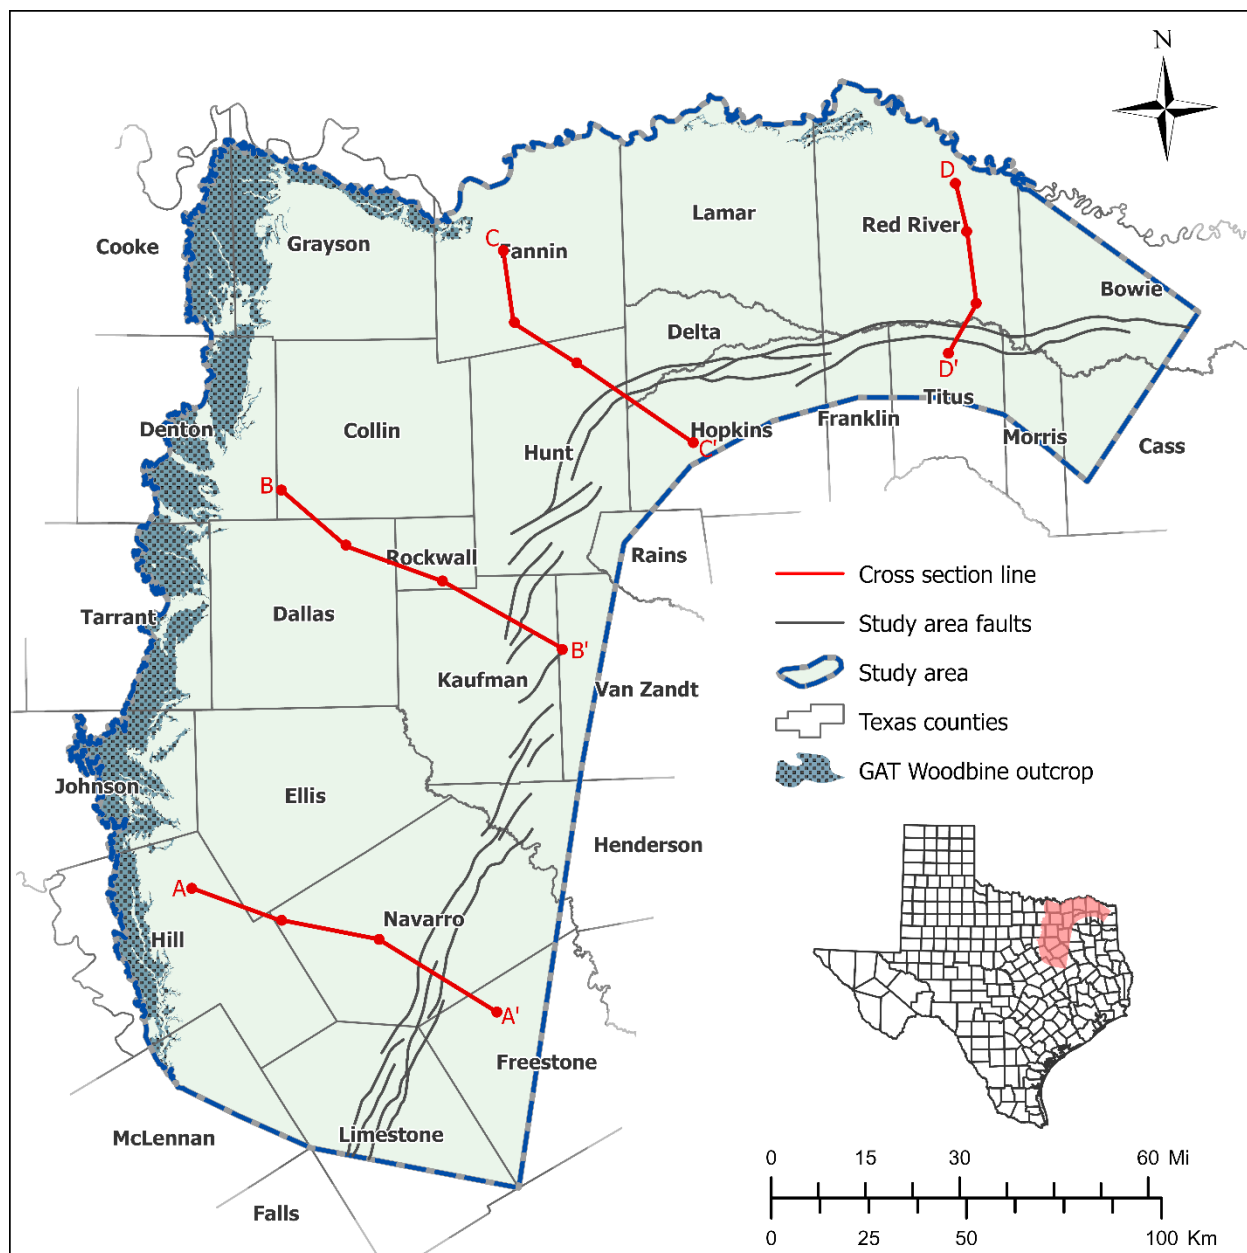 N
D
Lamar
Red River
Cooke
Grayson
C
Fannin
Bowie
Delta
D'
Titus
Denton
Collin
Hopkins
Franklin
Hunt
C'
Morris
Cass
B
Rockwall
Rains
Cross section line
Dallas
Tarrant
Study area faults
B'
Kaufman
Van Zandt
Study area
Texas counties
GAT Woodbine outcrop
Johnson
Ellis
Henderson
A
Navarro
Hill
A'
Freestone
McLennan
Limestone
Falls
0 15 30 60 Mi
0 25 50 100 Km